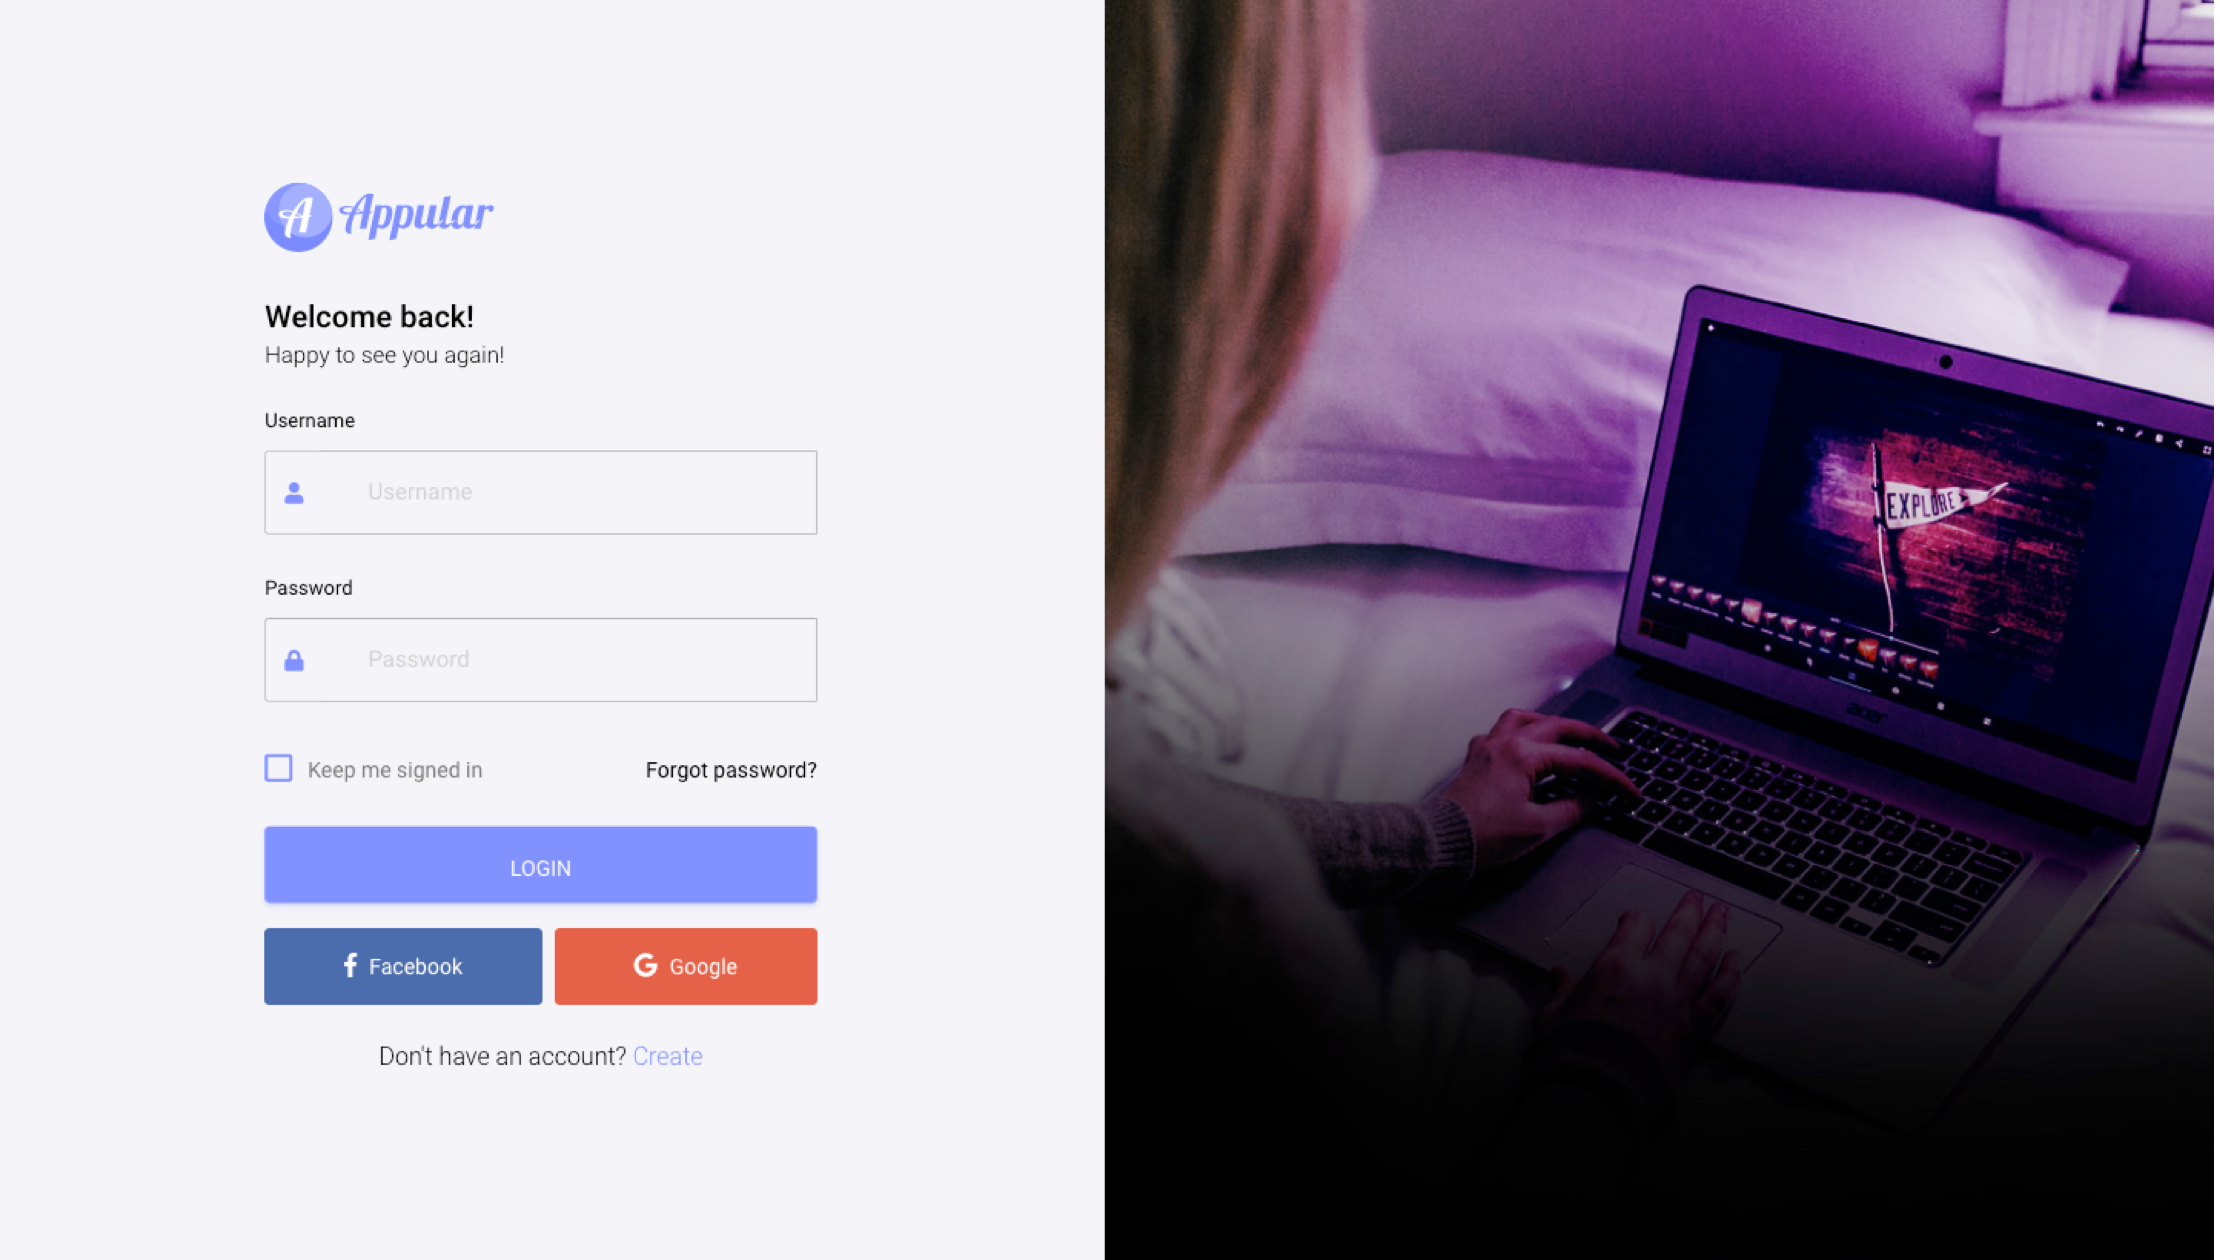 A Appular
Welcome back!
Happy to see you again!
Username
Username
Password
Password
Keep me signed in Forgot password?
LOGIN
Facebook G Google
Don't have an account? Create
EXPLORE
acer